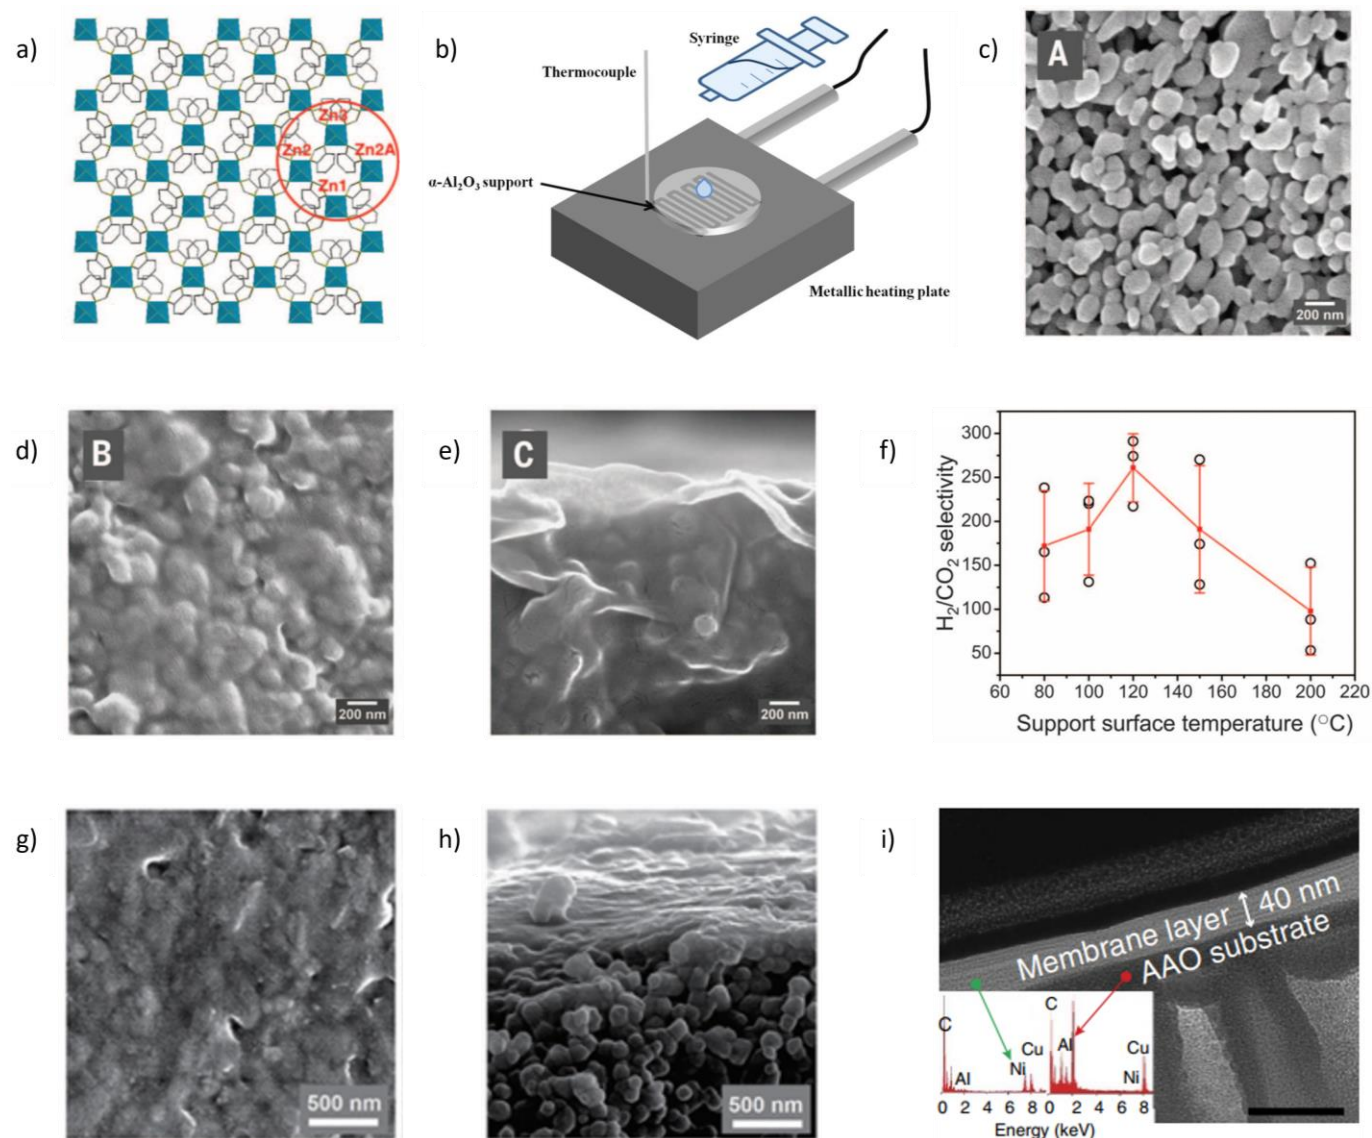 a)
Zn3
Zn2
Zn2A
Zn1
b)
Syringe
Thermocouple
α-Al₂O₃ support
Metallic heating plate
c)
A
200 nm
d)
B
200 nm
e)
C
200 nm
f)
H₂/CO₂ selectivity
300
250
200
150
100
50
60 80 100 120 140 160 180 200 220
Support surface temperature (°C)
g)
500 nm
h)
500 nm
i)
Membrane layer 40 nm
AAO substrate
C
Al
Ni
Cu
C
Al
Cu
Ni
0 2 4 6 8 0 2 4 6 8
Energy (keV)